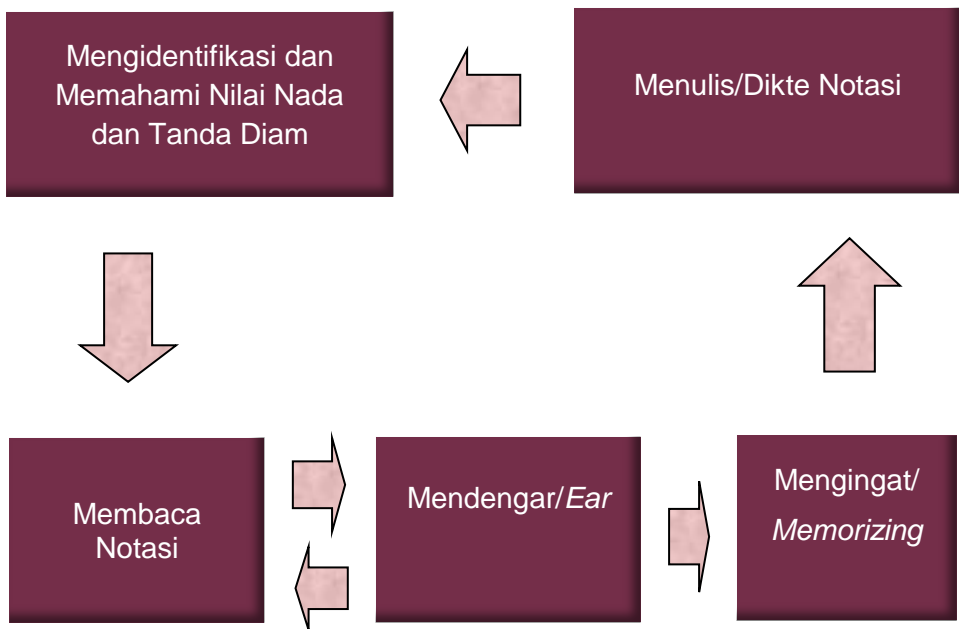 Mengidentifikasi dan
Memahami Nilai Nada
dan Tanda Diam
Menulis/Dikte Notasi
Membaca
Notasi
Mendengar/Ear
Mengingat/
Memorizing